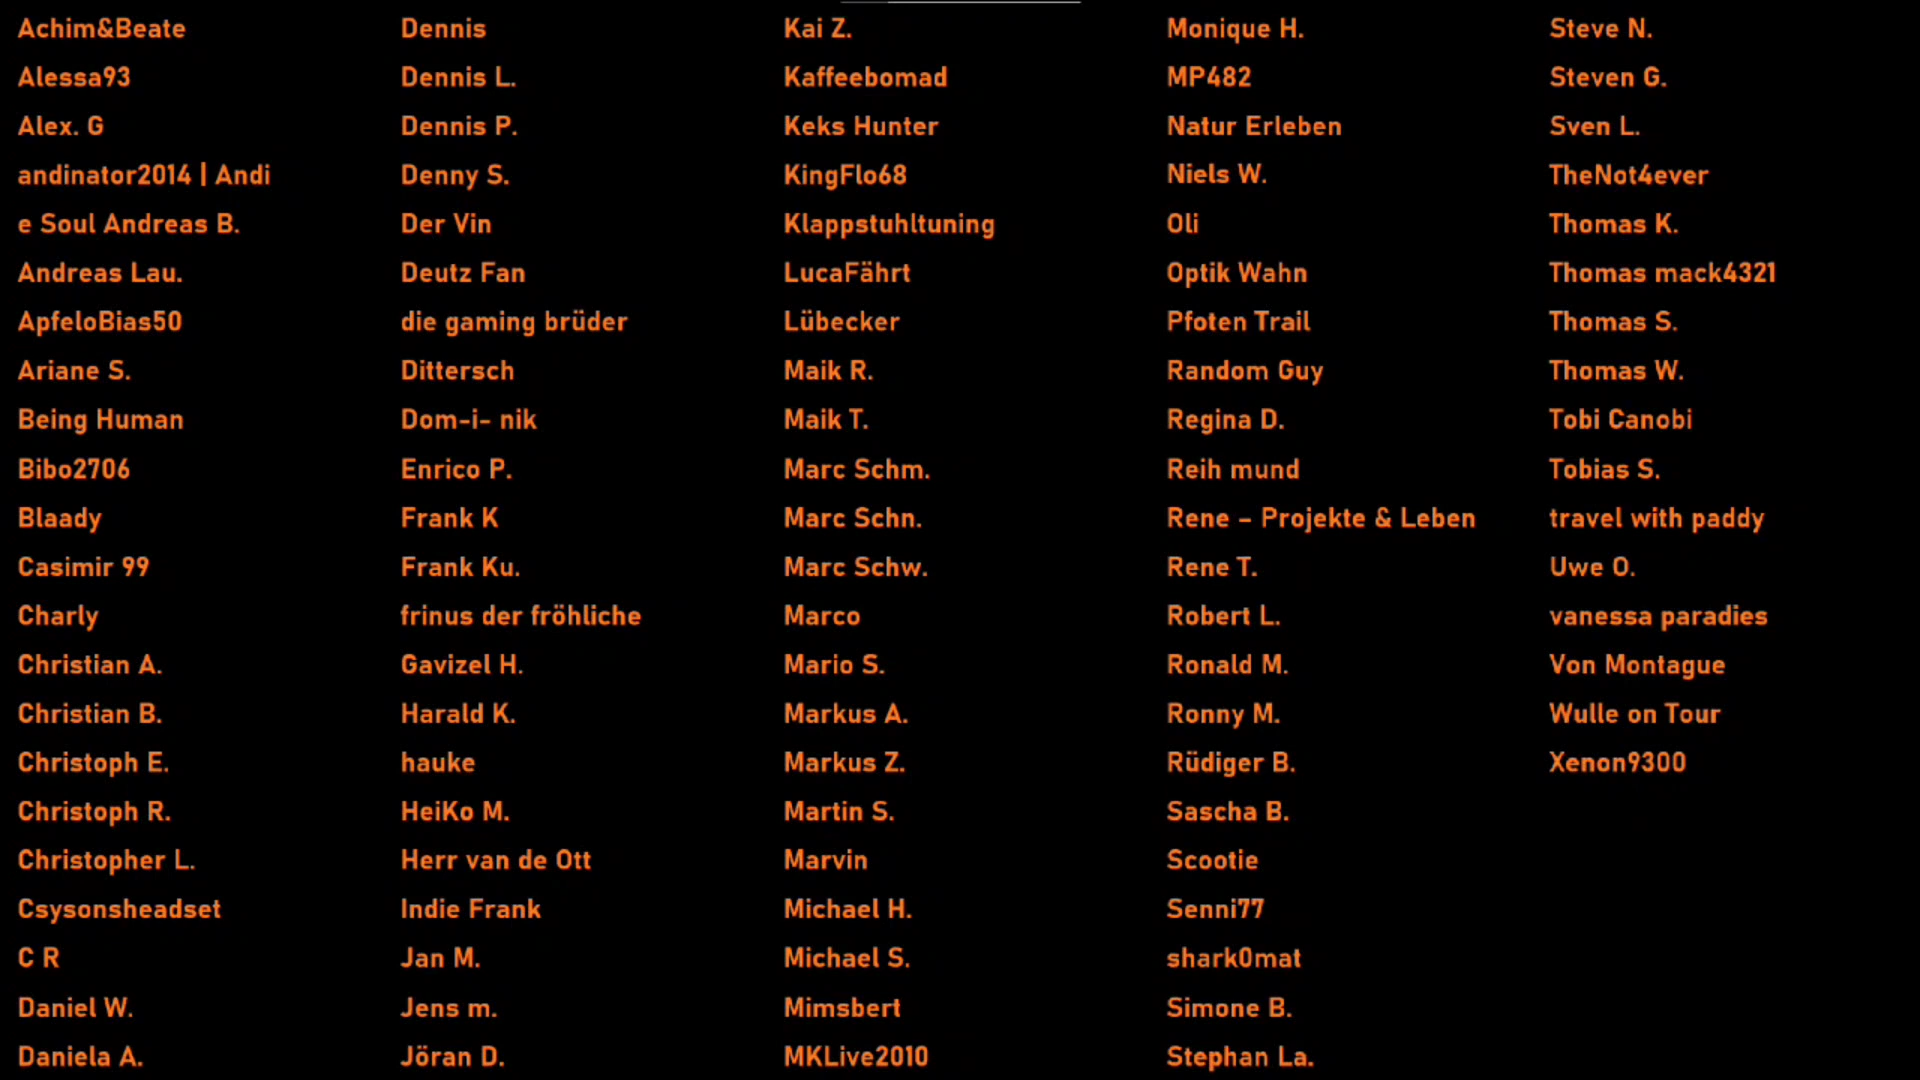 Achim&Beate
Alessa93
Alex. G
andinator2014 | Andi
e Soul Andreas B.
Andreas Lau.
ApfeloBias50
Ariane S.
Being Human
Bibo2706
Blaady
Casimir 99
Charly
Christian A.
Christian B.
Christoph E.
Christoph R.
Christopher L.
Csysonsheadset
C R
Daniel W.
Daniela A.
Dennis
Dennis L.
Dennis P.
Denny S.
Der Vin
Deutz Fan
die gaming brüder
Dittersch
Dom-i- nik
Enrico P.
Frank K
Frank Ku.
frinus der fröhliche
Gavizel H.
Harald K.
hauke
HeiKo M.
Herr van de Ott
Indie Frank
Jan M.
Jens m.
Jöran D.
Kai Z.
Kaffeebomad
Keks Hunter
KingFlo68
Klappstuhltuning
LucaFährt
Lübecker
Maik R.
Maik T.
Marc Schm.
Marc Schn.
Marc Schw.
Marco
Mario S.
Markus A.
Markus Z.
Martin S.
Marvin
Michael H.
Michael S.
Mimsbert
MKLive2010
Monique H.
MP482
Natur Erleben
Niels W.
Oli
Optik Wahn
Pfoten Trail
Random Guy
Regina D.
Reih mund
Rene – Projekte & Leben
Rene T.
Robert L.
Ronald M.
Ronny M.
Rüdiger B.
Sascha B.
Scootie
Senni77
shark0mat
Simone B.
Stephan La.
Steve N.
Steven G.
Sven L.
TheNot4ever
Thomas K.
Thomas mack4321
Thomas S.
Thomas W.
Tobi Canobi
Tobias S.
travel with paddy
Uwe O.
vanessa paradies
Von Montague
Wulle on Tour
Xenon9300